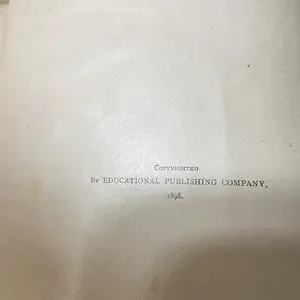 COPYRIGHTED
BY EDUCATIONAL PUBLISHING COMPANY,
1898.